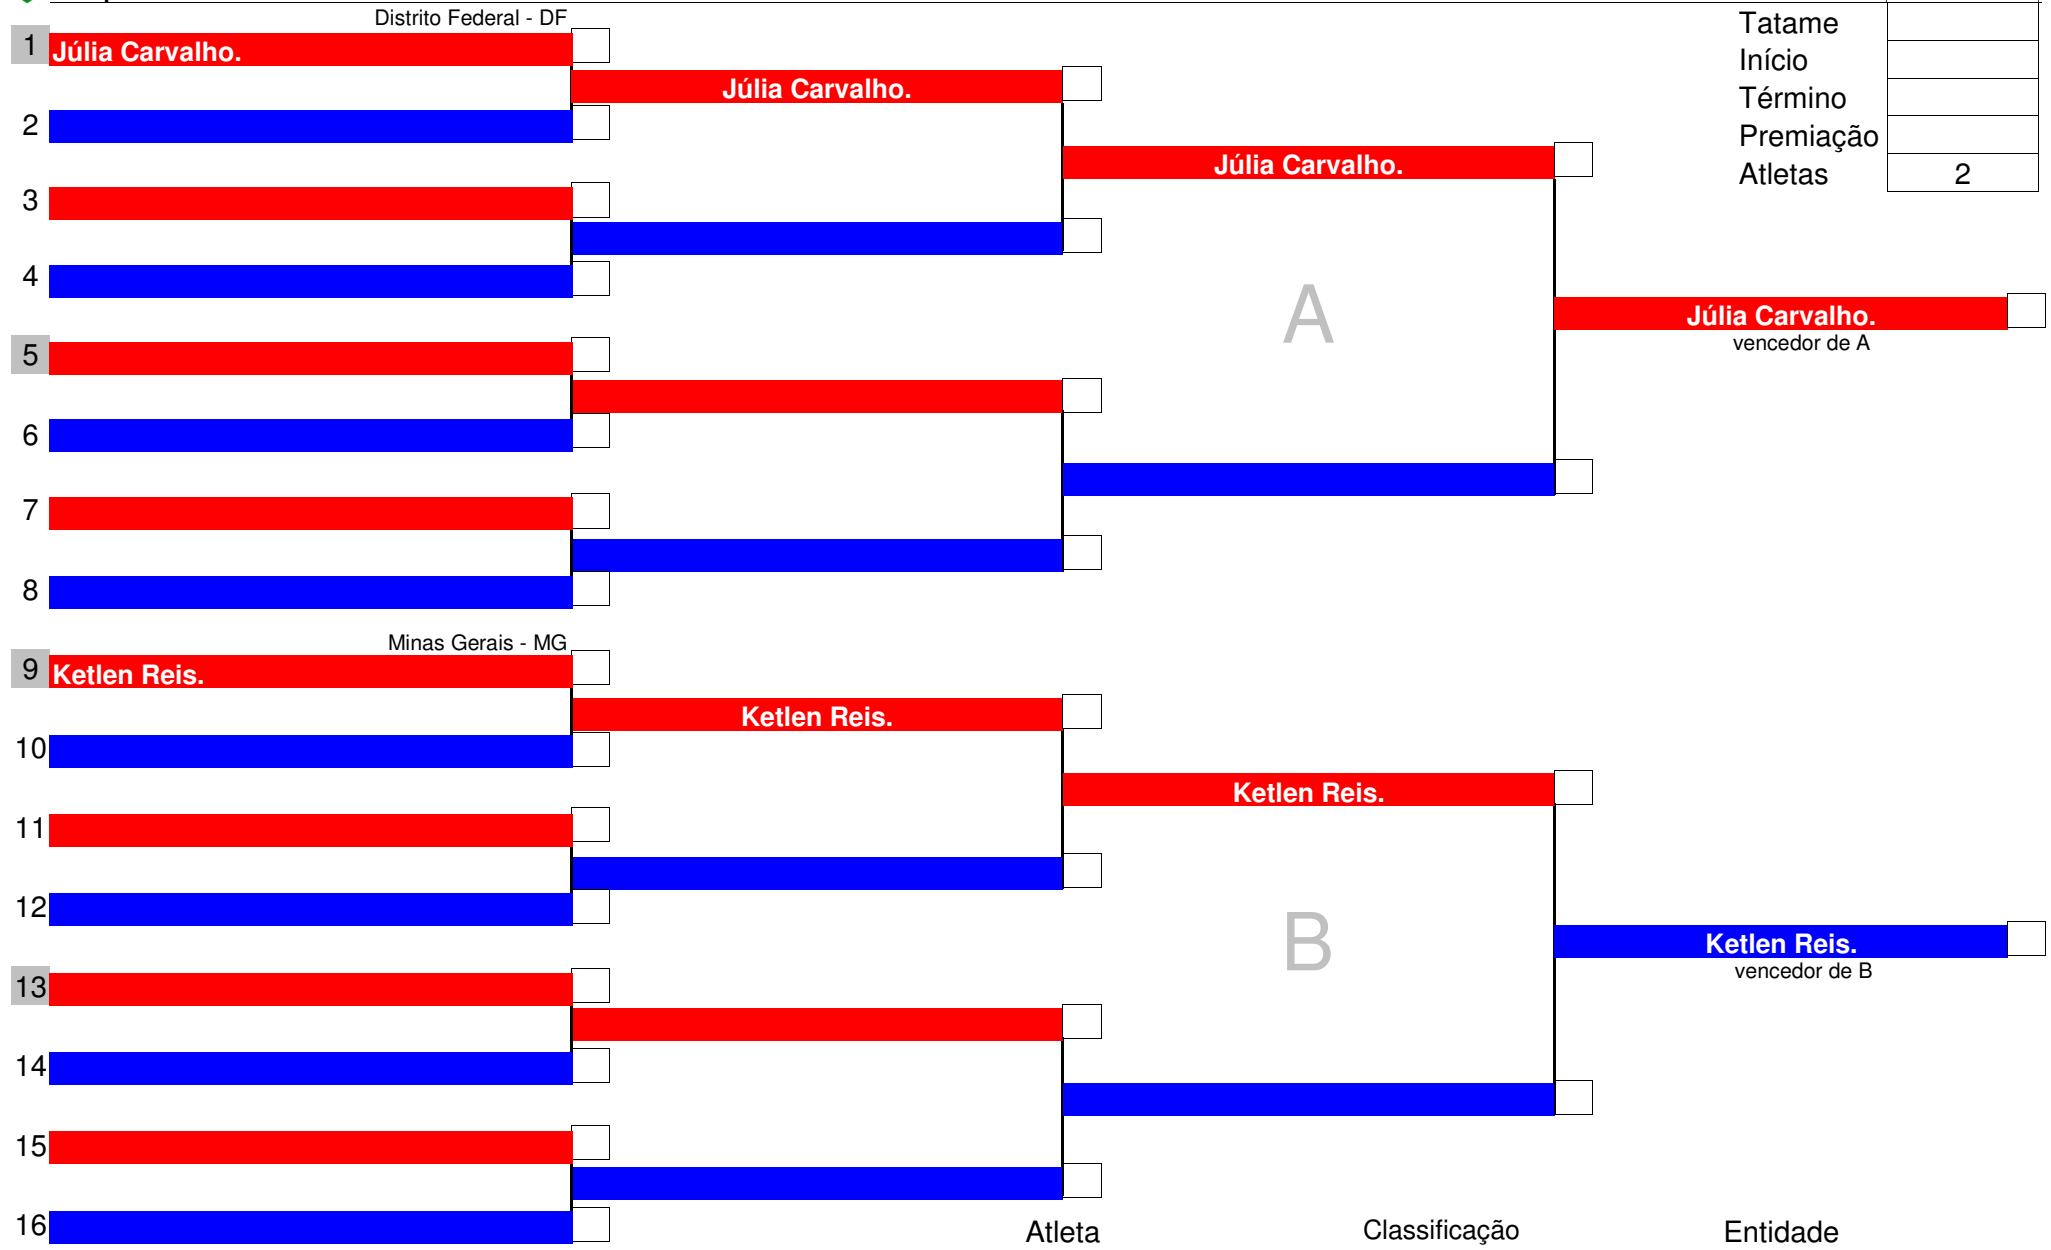 Distrito Federal - DF
Tatame
1 Júlia Carvalho.
Início
Júlia Carvalho.
Término
2
Premiação
Júlia Carvalho.
Atletas 2
3
4
A
Júlia Carvalho.
vencedor de A
5
6
7
8
Minas Gerais - MG
9 Ketlen Reis.
Ketlen Reis.
10
Ketlen Reis.
11
12
B
Ketlen Reis.
vencedor de B
13
14
15
16
Atleta Classificação Entidade